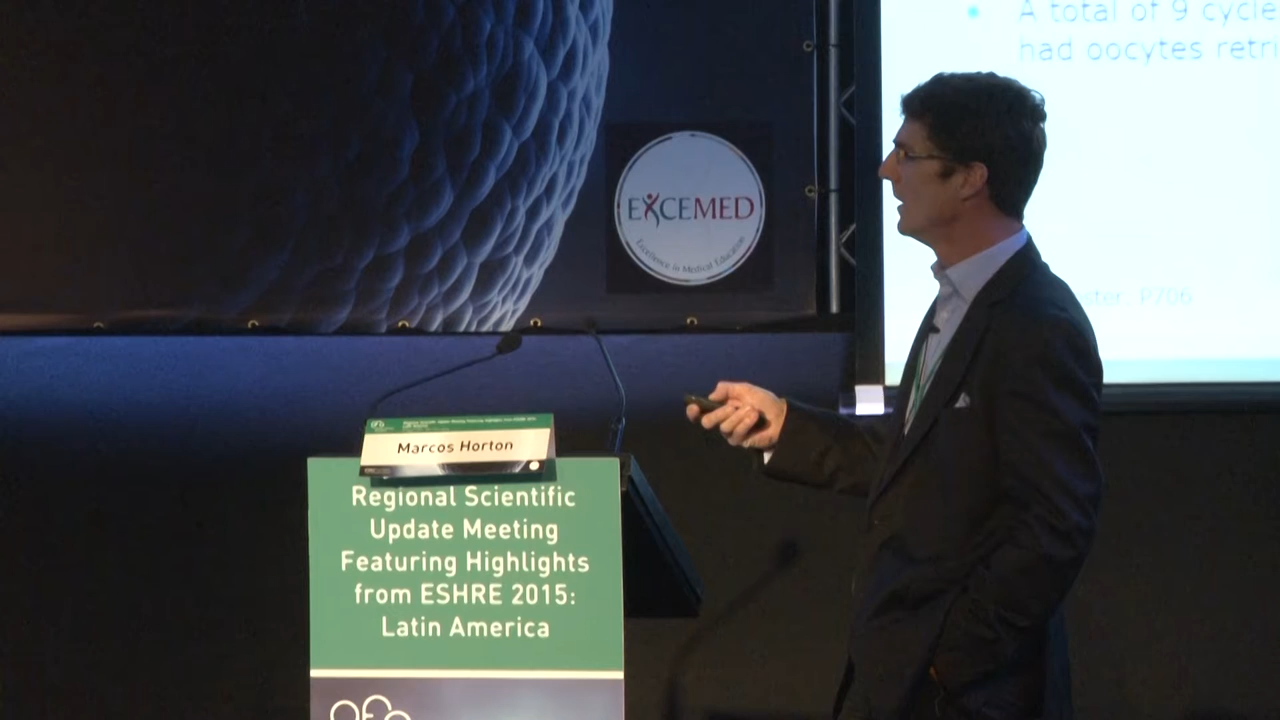 A total of 9 cycle
had oocytes retri
EXCEMED
Excellence in Medical Education
P706
Marcos Horton
Regional Scientific
Update Meeting
Featuring Highlights
from ESHRE 2015:
Latin America